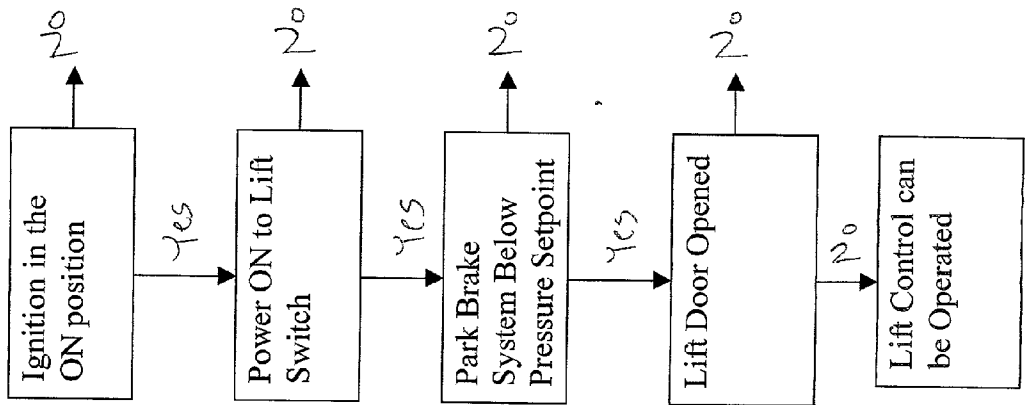 Ignition in the
ON position
No
Yes
Power ON to Lift
Switch
No
Yes
Park Brake
System Below
Pressure Setpoint
No
Yes
Lift Door Opened
No
No
Lift Control can
be Operated